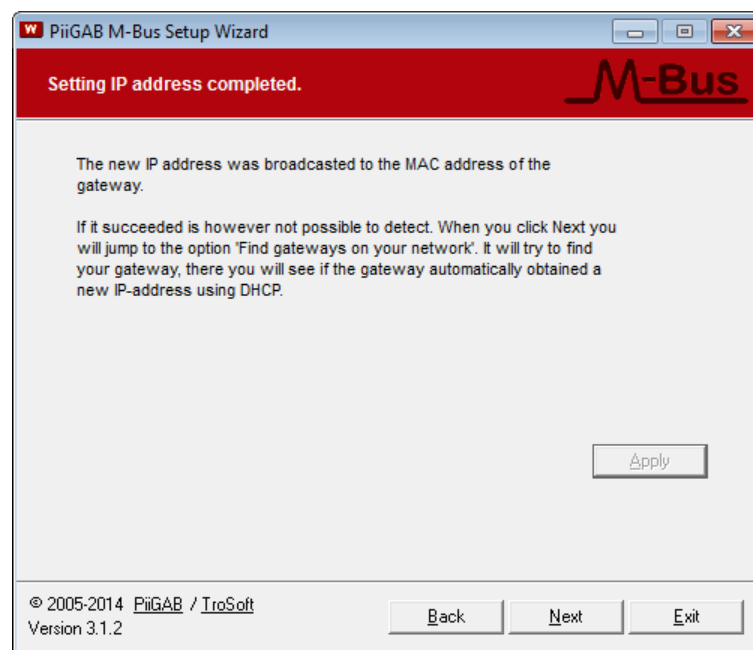 W PiiGAB M-Bus Setup Wizard
Setting IP address completed.
M-Bus
The new IP address was broadcasted to the MAC address of the
gateway.
If it succeeded is however not possible to detect. When you click Next you
will jump to the option 'Find gateways on your network'. It will try to find
your gateway, there you will see if the gateway automatically obtained a
new IP-address using DHCP.
Apply
© 2005-2014 PiiGAB / TroSoft
Version 3.1.2
Back Next Exit